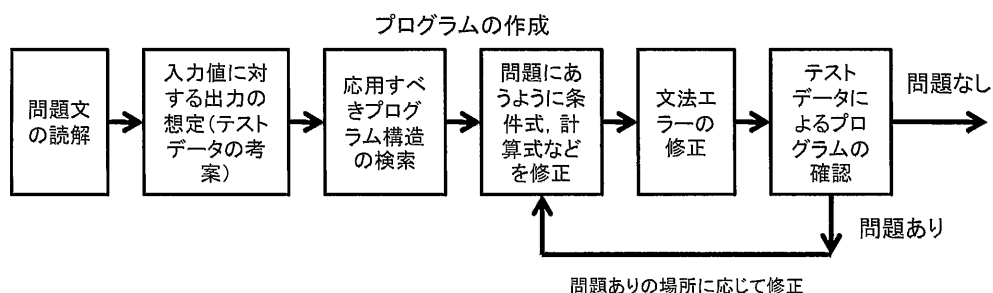 プログラムの作成
問題文
の読解
入力値に対
する出力の
想定(テスト
データの考
案)
応用すべ
きプログ
ラム構造
の検索
問題にあ
うように条
件式，計
算式など
を修正
文法エ
ラーの
修正
テスト
データに
よるプロ
グラムの
確認
問題なし
問題あり
問題ありの場所に応じて修正